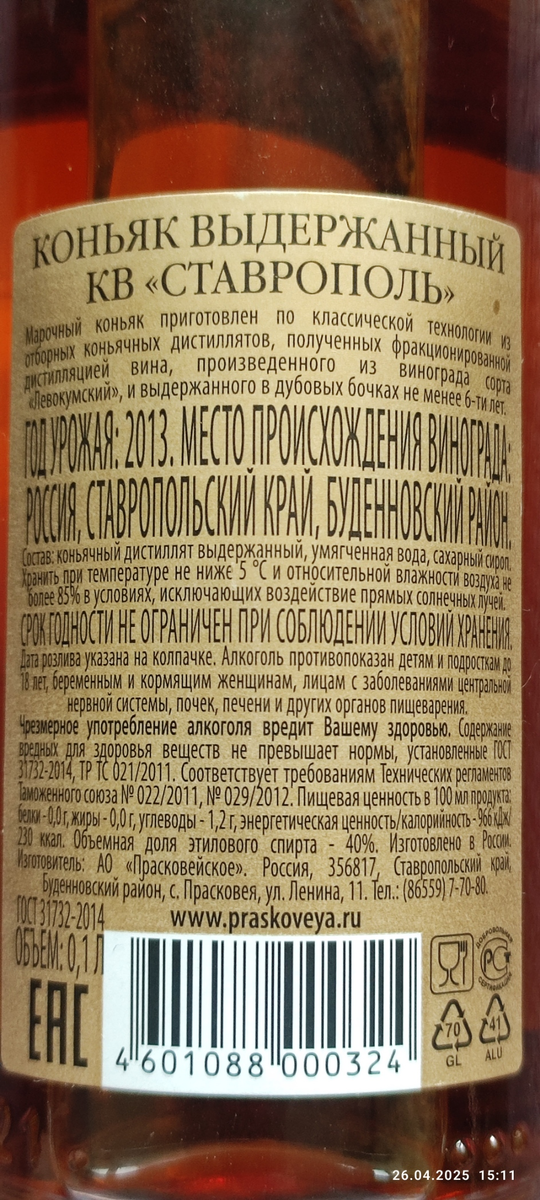 КОНЬЯК ВЫДЕРЖАННЫЙ
КВ «СТАВРОПОЛЬ»
Марочный коньяк приготовлен по классической технологии из
отборных коньячных дистиллятов, полученных фракционированной
дистилляцией вина, произведенного из винограда сорта
«Левокумский», и выдержанного в дубовых бочках не менее 6-ти лет.
ГОД УРОЖАЯ: 2013. МЕСТО ПРОИСХОЖДЕНИЯ ВИНОГРАДА:
РОССИЯ, СТАВРОПОЛЬСКИЙ КРАЙ, БУДЕННОВСКИЙ РАЙОН.
Состав: коньячный дистиллят выдержанный, умягченная вода, сахарный сироп.
Хранить при температуре не ниже 5 °С и относительной влажности воздуха не
более 85% в условиях, исключающих воздействие прямых солнечных лучей.
СРОК ГОДНОСТИ НЕ ОГРАНИЧЕН ПРИ СОБЛЮДЕНИИ УСЛОВИЙ ХРАНЕНИЯ.
Дата розлива указана на колпачке. Алкоголь противопоказан детям и подросткам до
18 лет, беременным и кормящим женщинам, лицам с заболеваниями центральной
нервной системы, почек, печени и других органов пищеварения.
Чрезмерное употребление алкоголя вредит Вашему здоровью. Содержание
вредных для здоровья веществ не превышает нормы, установленные ГОСТ
31732-2014, ТР ТС 021/2011. Соответствует требованиям Технических регламентов
Таможенного союза № 022/2011, № 029/2012. Пищевая ценность в 100 мл продукта:
белки - 0,0 г, жиры - 0,0 г, углеводы - 1,2 г, энергетическая ценность/калорийность - 966 кДж/
230 ккал. Объемная доля этилового спирта - 40%. Изготовлено в России.
Изготовитель: АО «Прасковейское». Россия, 356817, Ставропольский край,
Буденновский район, с. Прасковея, ул. Ленина, 11. Тел.: (86559) 7-70-80.
ГОСТ 31732-2014
www.praskoveya.ru
ОБЪЕМ: 0,1 Л
ДОБРОВОЛЬНАЯ
СЕРТИФИКАЦИЯ
ЕАС
70
GL
41
ALU
4 601088 000324
26.04.2025 15:11